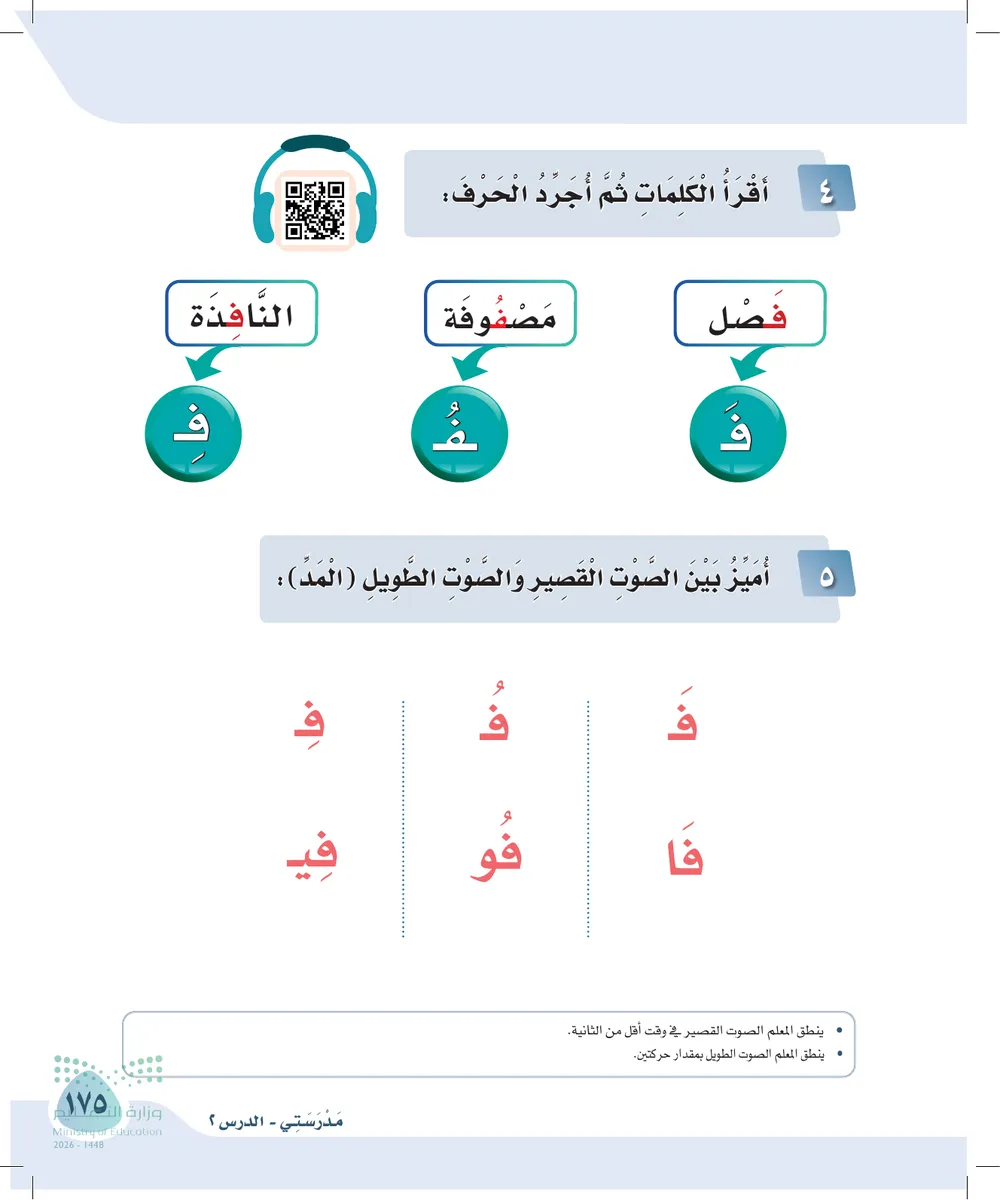 ٤ أَقْرَأُ الْكَلِمَاتِ ثُمَّ أُجَرِّدُ الْحَرْفَ:
فَصْل مَصْفُوفَة النَّافِذَة
فَـ ـفُـ فِـ
٥ أُمَيِّزُ بَيْنَ الصَّوْتِ الْقَصِيرِ وَالصَّوْتِ الطَّوِيلِ (الْمَدِّ):
فَـ فُـ فِـ
فَا فُو فِيـ
• ينطق المعلم الصوت القصير في وقت أقل من الثانية.
• ينطق المعلم الصوت الطويل بمقدار حركتين.
مَدْرَسَتِي - الدرس ٢
١٧٥
وزارة التعليم
Ministry of Education
2026 - 1448